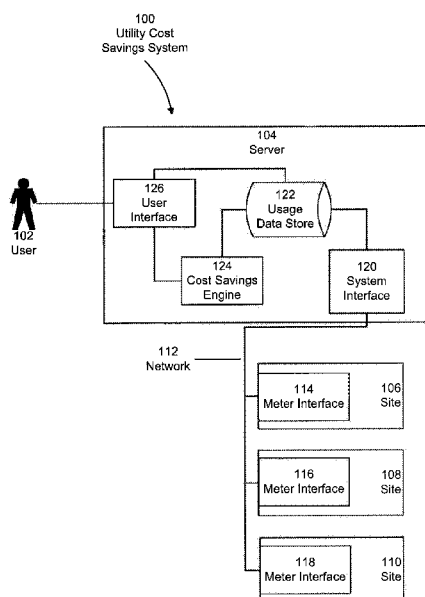 100
Utility Cost
Savings System
104
Server
126
User
Interface
122
Usage
Data Store
102
User
124
Cost Savings
Engine
120
System
Interface
112
Network
114
Meter Interface
106
Site
116
Meter Interface
108
Site
118
Meter Interface
110
Site